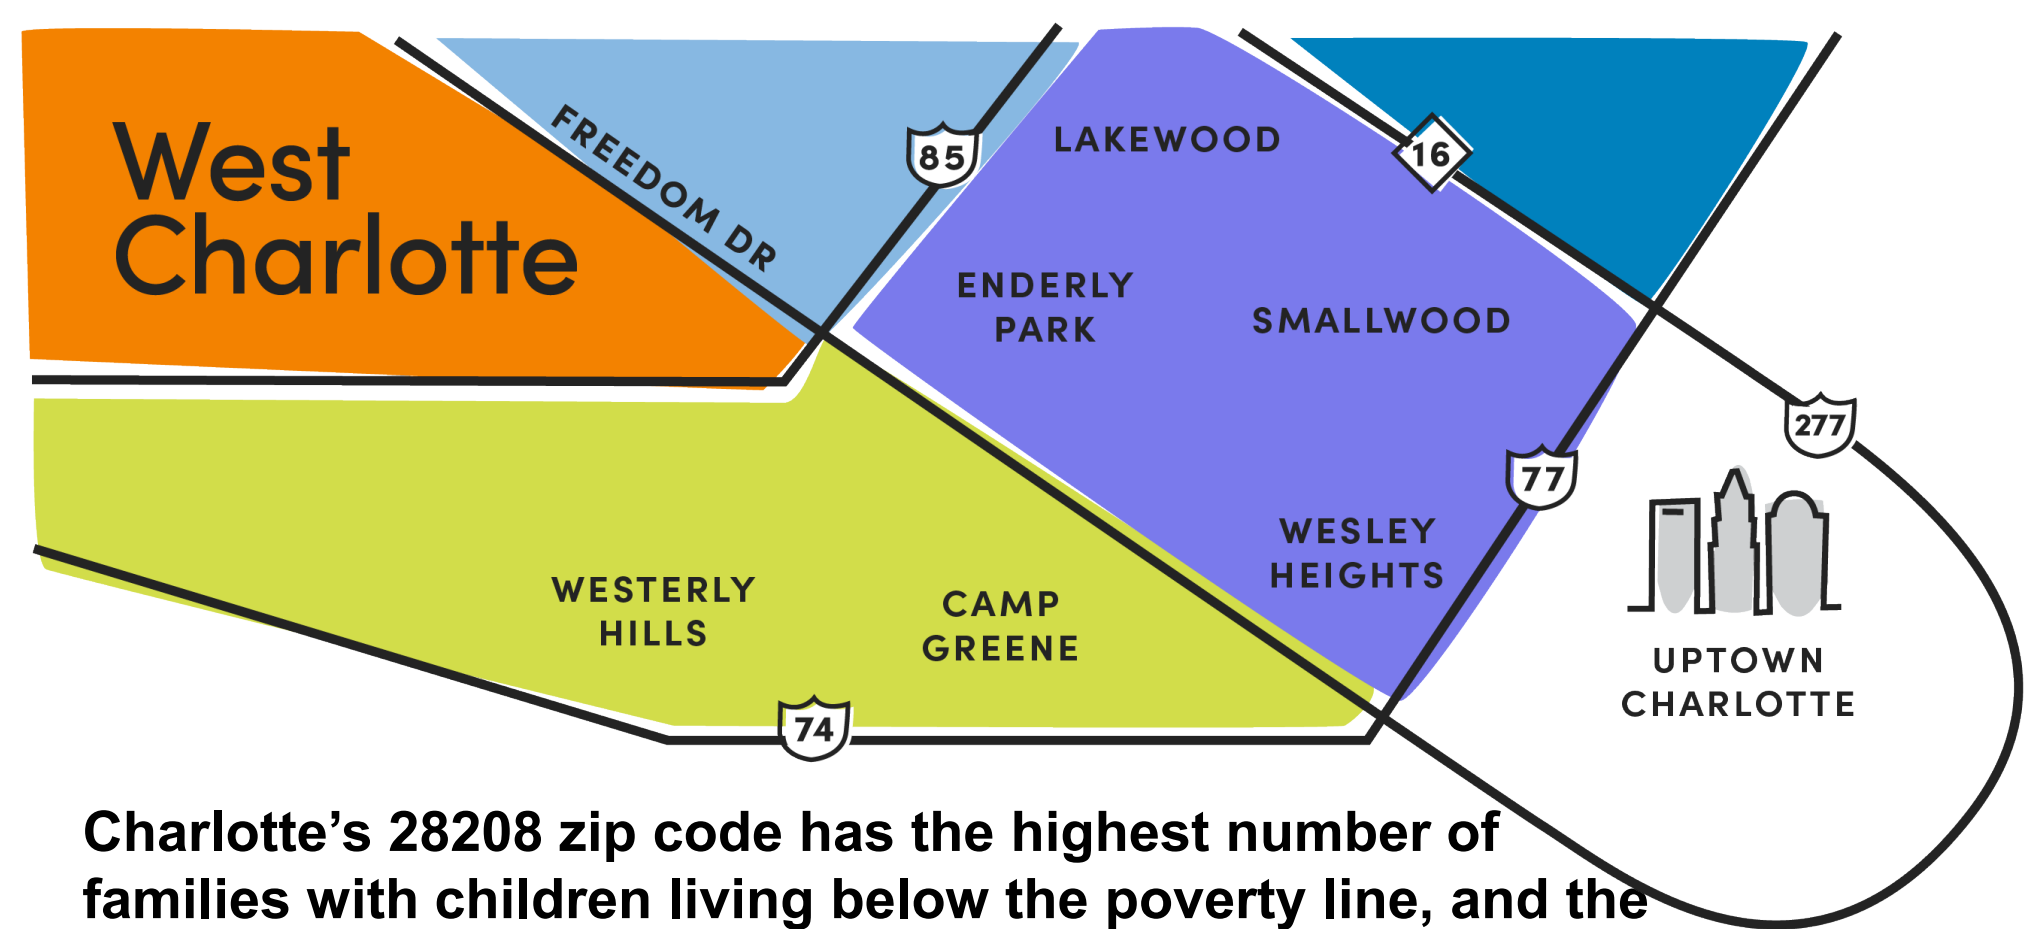 West
Charlotte
FREEDOM DR
85
LAKEWOOD
16
ENDERLY
PARK
SMALLWOOD
277
77
WESLEY
HEIGHTS
WESTERLY
HILLS
CAMP
GREENE
UPTOWN
CHARLOTTE
74
Charlotte’s 28208 zip code has the highest number of
families with children living below the poverty line, and the